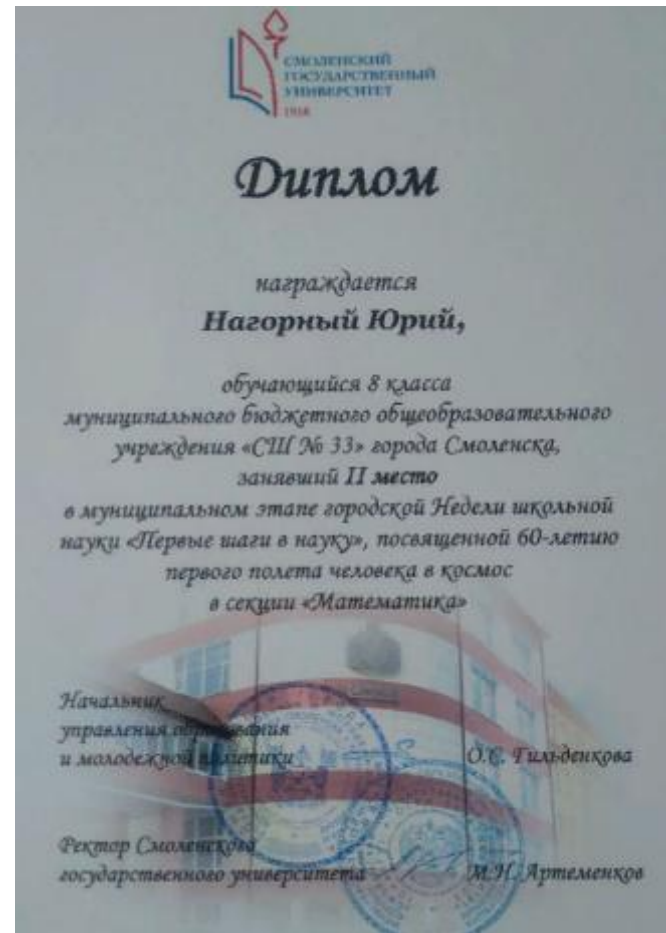 СМОЛЕНСКИЙ
ГОСУДАРСТВЕННЫЙ
УНИВЕРСИТЕТ
1918
Диплом
награждается
Нагорный Юрий,
обучающийся 8 класса
муниципального бюджетного общеобразовательного
учреждения «СШ № 33» города Смоленска,
занявший II место
в муниципальном этапе городской Недели школьной
науки «Первые шаги в науку», посвященной 60-летию
первого полета человека в космос
в секции «Математика»
Начальник
управления образования
и молодежной политики
О.С. Гильденкова
Ректор Смоленского
государственного университета
М.Н. Артеменков